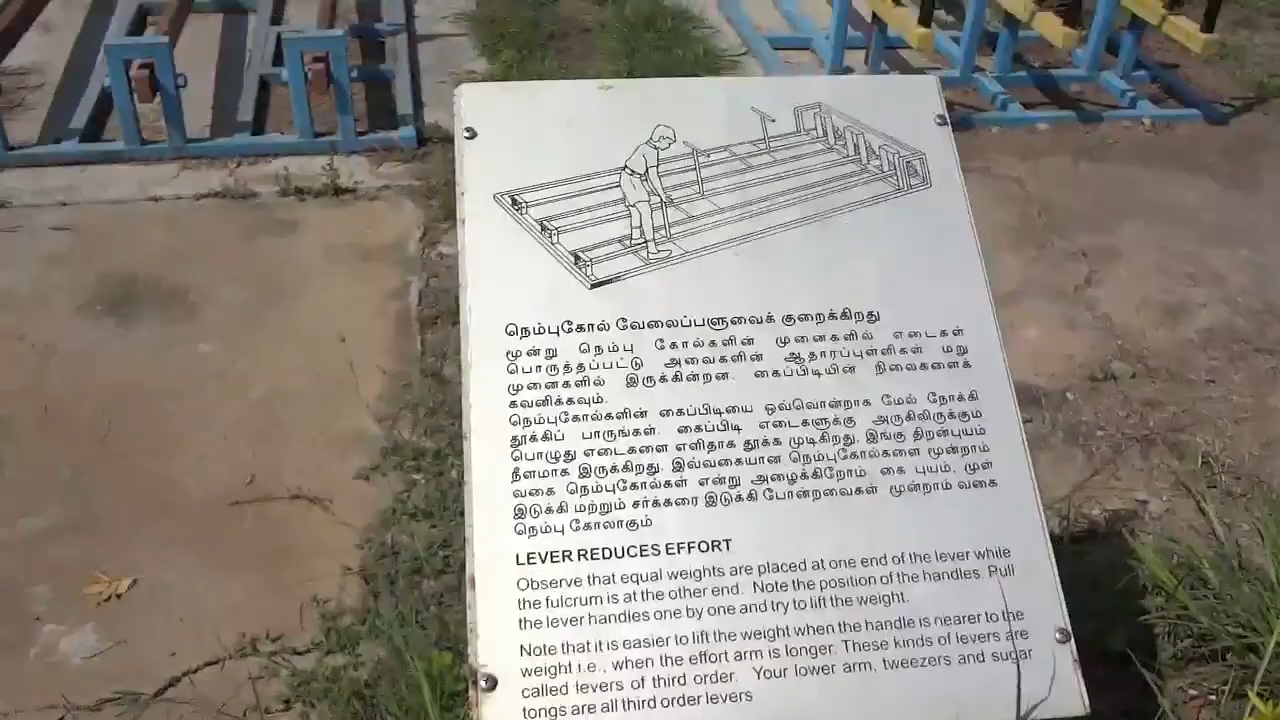 நெம்புகோல் வேலைப்பளுவைக் குறைக்கிறது
மூன்று நெம்பு கோல்களின் முனைகளில் எடைகள்
பொருத்தப்பட்டு அவைகளின் ஆதாரப்புள்ளிகள் மறு
முனைகளில் இருக்கின்றன. கைப்பிடியின் நிலைகளைக்
கவனிக்கவும்.
நெம்புகோல்களின் கைப்பிடியை ஒவ்வொன்றாக மேல் நோக்கி
தூக்கிப் பாருங்கள். கைப்பிடி எடைகளுக்கு அருகிலிருக்கும
பொழுது எடைகளை எளிதாக தூக்க முடிகிறது. இங்கு திறன்புயம்
நீளமாக இருக்கிறது. இவ்வகையான நெம்புகோல்களை மூன்றாம்
வகை நெம்புகோல்கள் என்று அழைக்கிறோம். கை புயம், முள்
இடுக்கி மற்றும் சர்க்கரை இடுக்கி போன்றவைகள் மூன்றாம் வகை
நெம்பு கோலாகும்
LEVER REDUCES EFFORT
Observe that equal weights are placed at one end of the lever while
the fulcrum is at the other end. Note the position of the handles. Pull
the lever handles one by one and try to lift the weight.
Note that it is easier to lift the weight when the handle is nearer to the
weight i.e., when the effort arm is longer. These kinds of levers are
called levers of third order. Your lower arm, tweezers and sugar
tongs are all third order levers